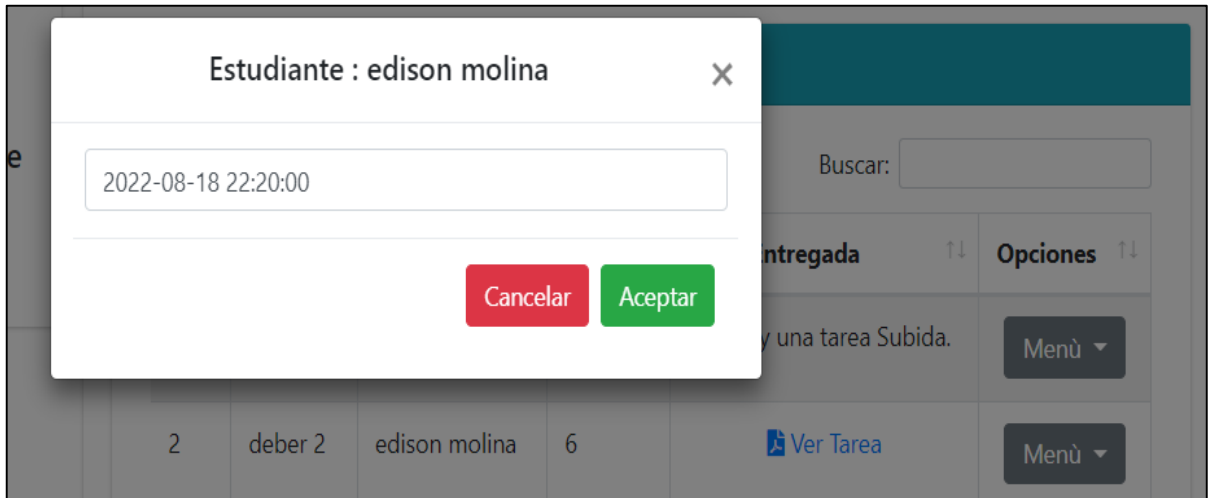 Estudiante : edison molina ×
e
2022-08-18 22:20:00
Buscar:
Entregada Opciones
Cancelar Aceptar
y una tarea Subida. Menù
2 deber 2 edison molina 6 Ver Tarea Menù